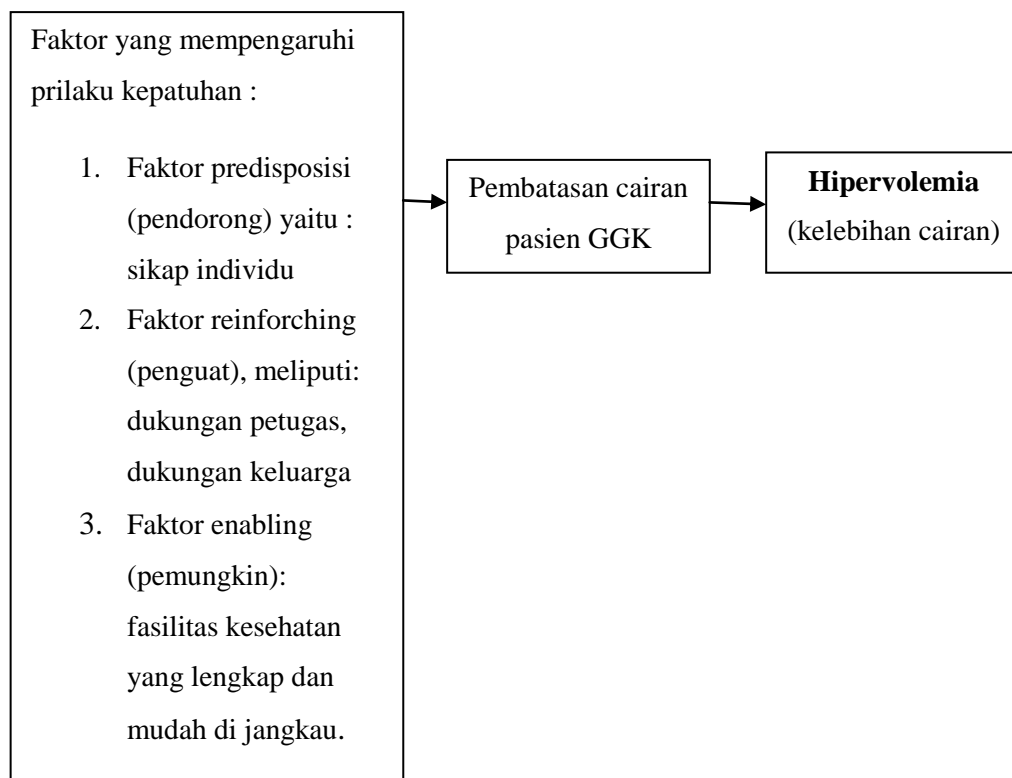 Faktor yang mempengaruhi
prilaku kepatuhan :
1. Faktor predisposisi
(pendorong) yaitu :
sikap individu
2. Faktor reinforching
(penguat), meliputi:
dukungan petugas,
dukungan keluarga
3. Faktor enabling
(pemungkin):
fasilitas kesehatan
yang lengkap dan
mudah di jangkau.
Pembatasan cairan
pasien GGK
Hipervolemia
(kelebihan cairan)